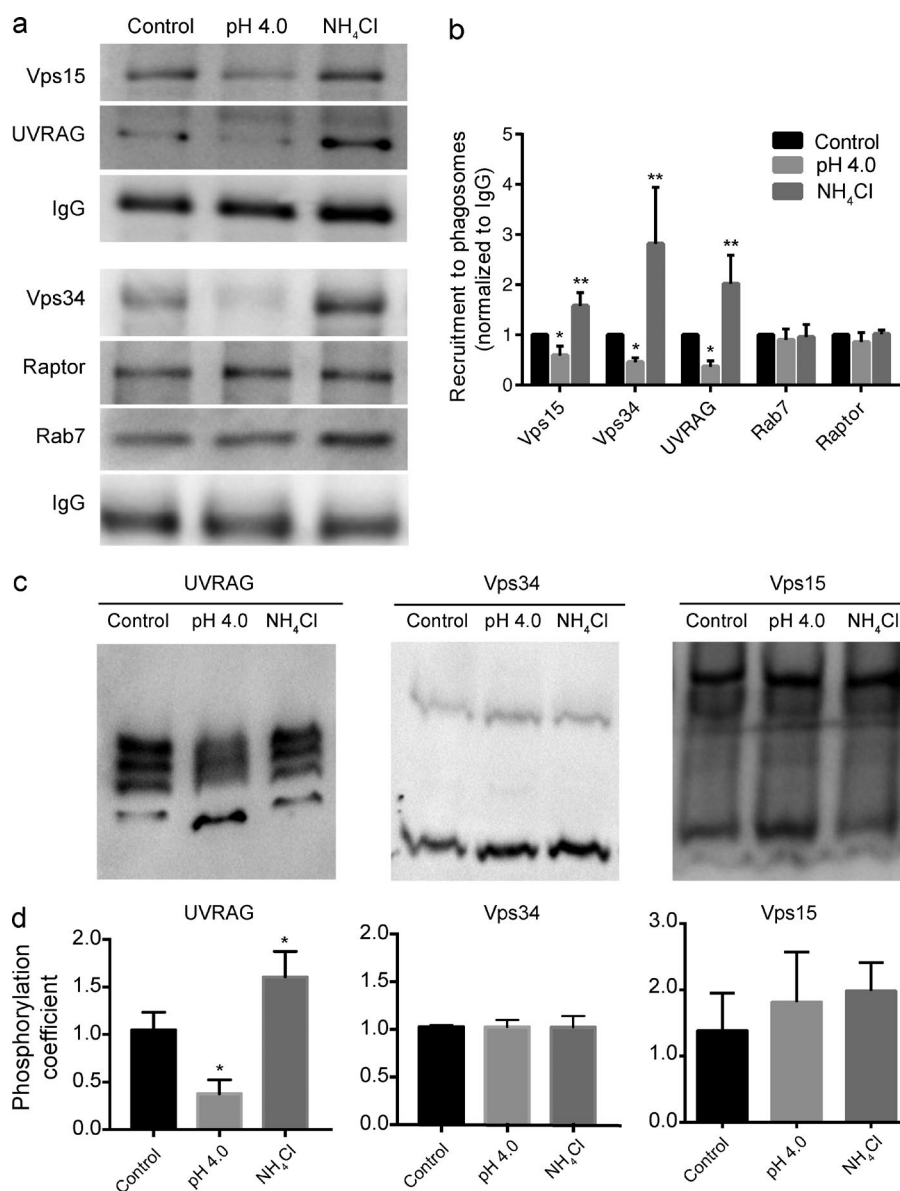 a
Control pH 4.0 NH₄Cl
Vps15
UVRAG
IgG
Vps34
Raptor
Rab7
IgG
b
Recruitment to phagosomes
(normalized to IgG)
5
4
3
2
1
0
Control
pH 4.0
NH₄Cl
* ** * ** * **
Vps15 Vps34 UVRAG Rab7 Raptor
c
UVRAG
Control pH 4.0 NH₄Cl
Vps34
Control pH 4.0 NH₄Cl
Vps15
Control pH 4.0 NH₄Cl
d
Phosphorylation
coefficient
UVRAG
2.0
1.5
1.0
0.5
0.0
* *
Control pH 4.0 NH₄Cl
Vps34
2.0
1.5
1.0
0.5
0.0
Control pH 4.0 NH₄Cl
Vps15
3.0
2.0
1.0
0.0
Control pH 4.0 NH₄Cl